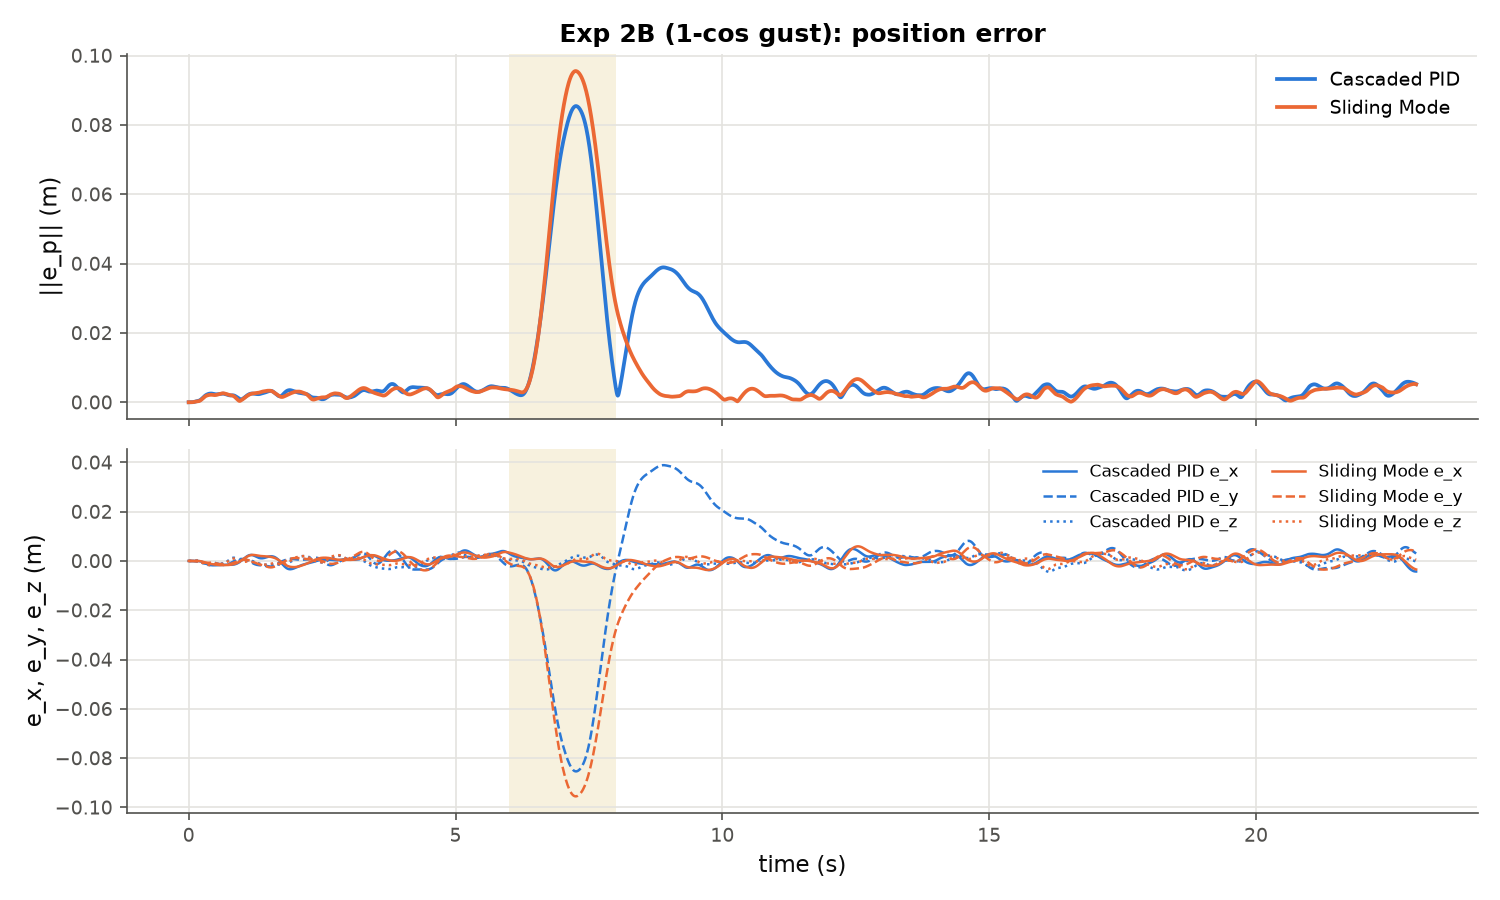 Exp 2B (1-cos gust): position error
||e_p|| (m)
0.10
0.08
0.06
0.04
0.02
0.00
Cascaded PID
Sliding Mode
e_x, e_y, e_z (m)
0.04
0.02
0.00
−0.02
−0.04
−0.06
−0.08
−0.10
Cascaded PID e_x
Cascaded PID e_y
Cascaded PID e_z
Sliding Mode e_x
Sliding Mode e_y
Sliding Mode e_z
0 5 10 15 20
time (s)